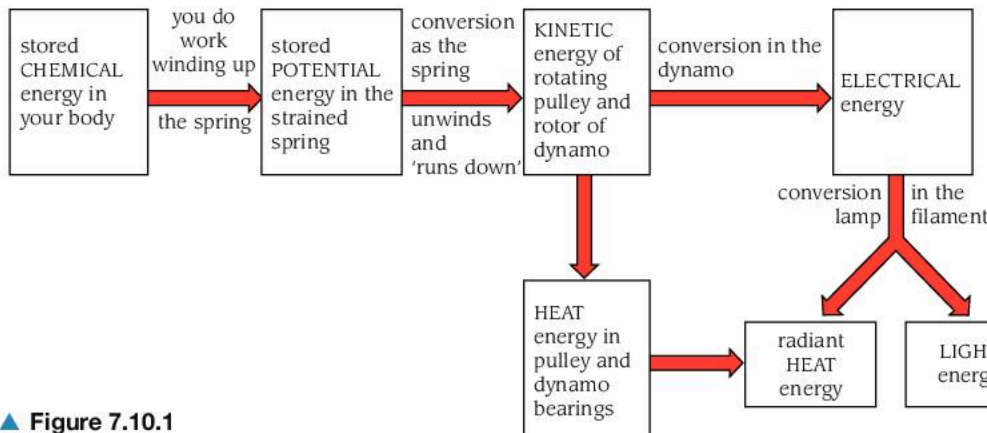 stored
CHEMICAL
energy in
your body
you do
work
winding up
the spring
stored
POTENTIAL
energy in the
strained
spring
conversion
as the
spring
unwinds
and
‘runs down’
KINETIC
energy of
rotating
pulley and
rotor of
dynamo
conversion in the
dynamo
ELECTRICAL
energy
conversion in the
lamp filament
HEAT
energy in
pulley and
dynamo
bearings
radiant
HEAT
energy
LIGH
energ
▲ Figure 7.10.1